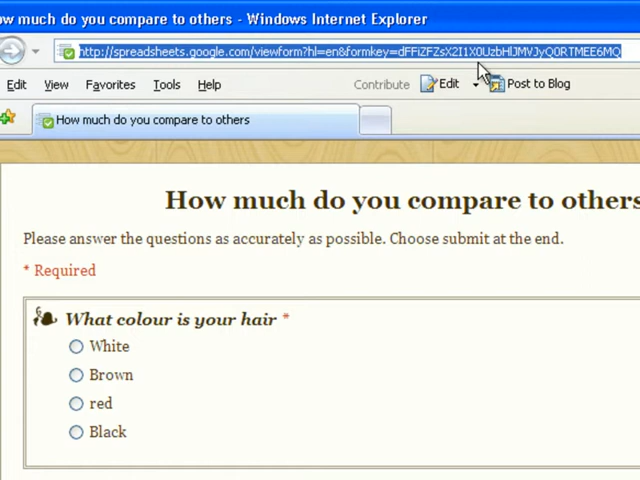 ow much do you compare to others - Windows Internet Explorer
http://spreadsheets.google.com/viewform?hl=en&formkey=dFFiZFZsX2I1X0UzbHlJMVJyQ0RTMEE6MQ
Edit View Favorites Tools Help Contribute Edit Post to Blog
How much do you compare to others
How much do you compare to others
Please answer the questions as accurately as possible. Choose submit at the end.
* Required
What colour is your hair *
White
Brown
red
Black